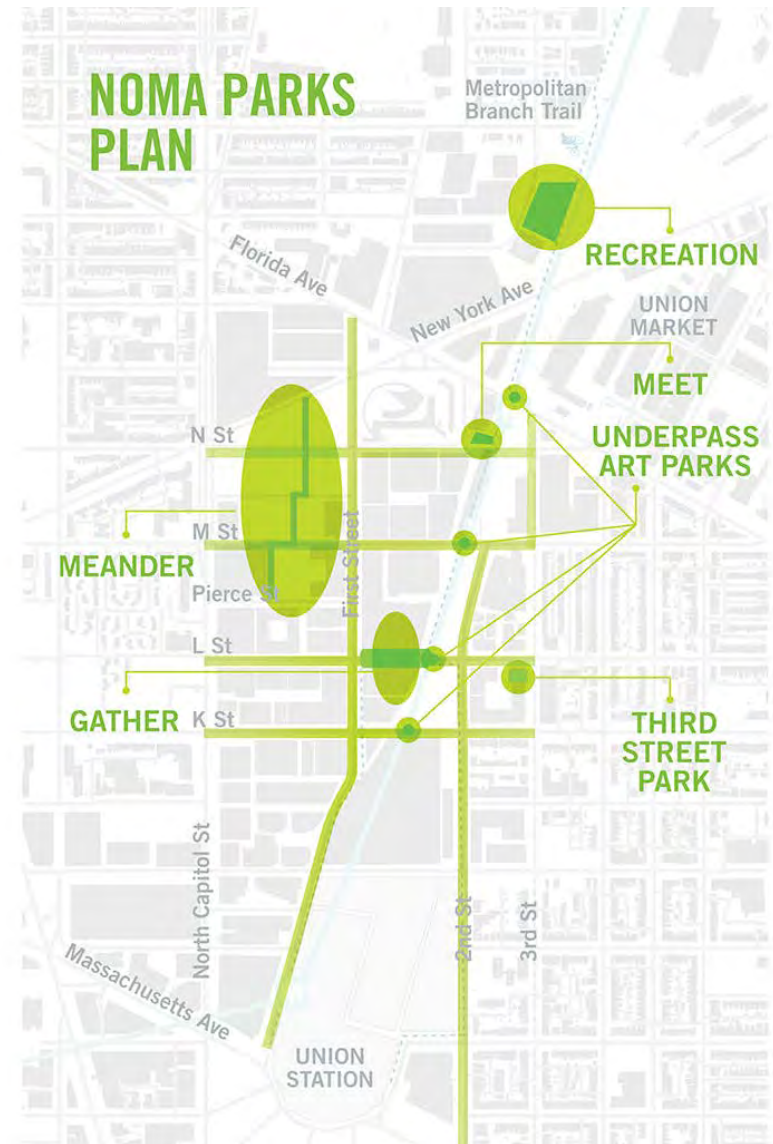 NOMA PARKS
PLAN
Metropolitan
Branch Trail
RECREATION
Florida Ave
New York Ave
UNION
MARKET
MEET
N St
UNDERPASS
ART PARKS
M St
First Street
MEANDER
Pierce St
L St
GATHER
K St
THIRD
STREET
PARK
North Capitol St
2nd St
3rd St
Massachusetts Ave
UNION
STATION